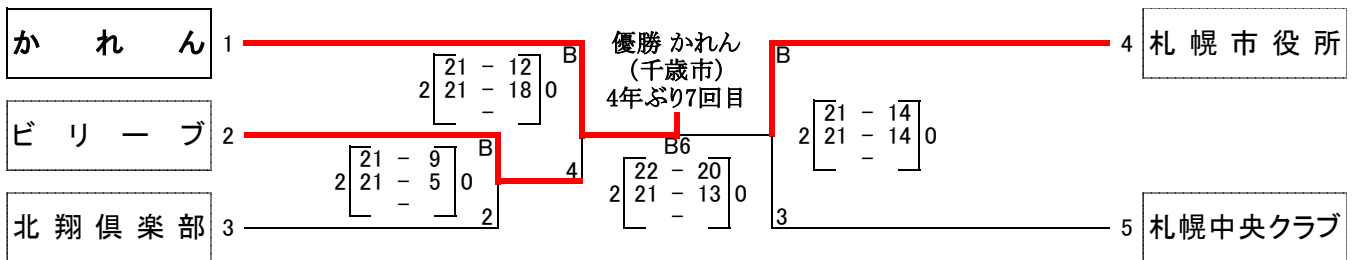 かれん 1
B
21 - 12
2 21 - 18 0
-
優勝 かれん
(千歳市)
4年ぶり7回目
B
4 札幌市役所
21 - 14
2 21 - 14 0
-
ビリーブ 2
B
21 - 9
2 21 - 5 0
-
4
B6
22 - 20
2 21 - 13 0
-
北翔倶楽部 3
2
3
5 札幌中央クラブ